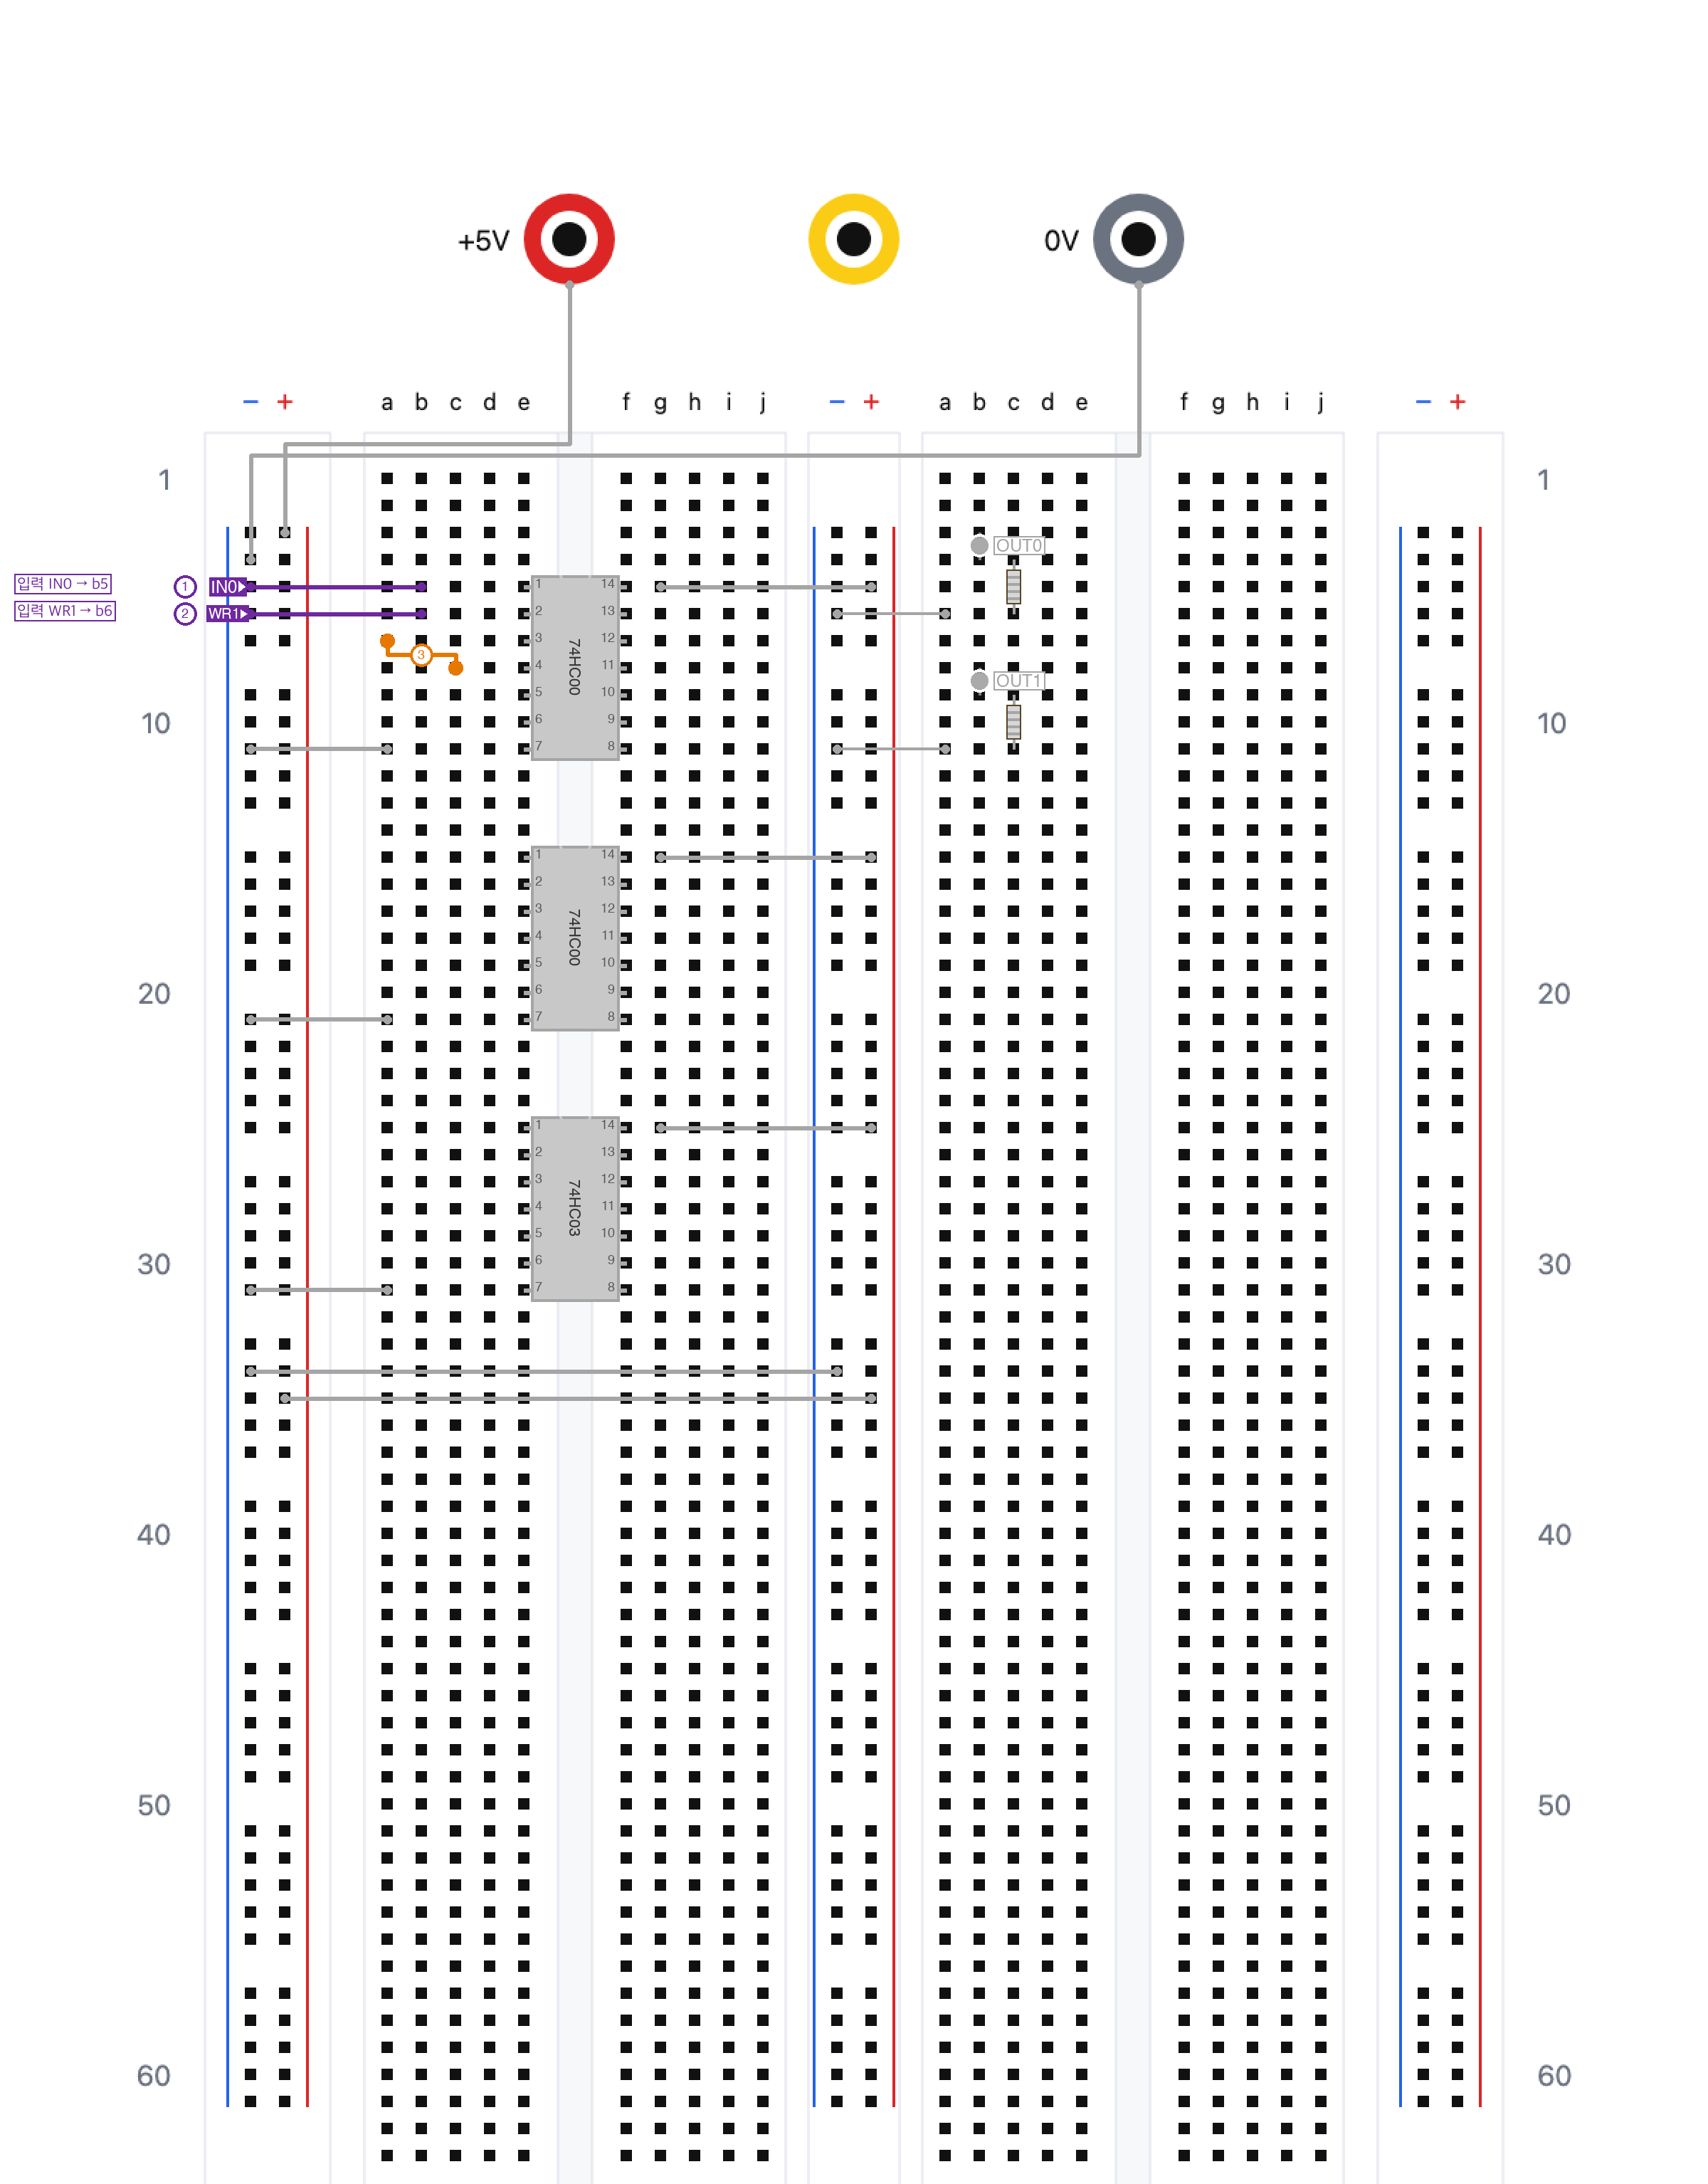 +5V
0V
− + a b c d e f g h i j − + a b c d e f g h i j − +
1 1
입력 IN0 → b5 1 IN0
입력 WR1 → b6 2 WR1
3
OUT0
OUT1
10 10
1 14
2 13
3 12
4 11
5 10
6 9
7 8
74HC00
1 14
2 13
3 12
4 11
5 10
6 9
7 8
74HC00
20 20
1 14
2 13
3 12
4 11
5 10
6 9
7 8
74HC03
30 30
40 40
50 50
60 60